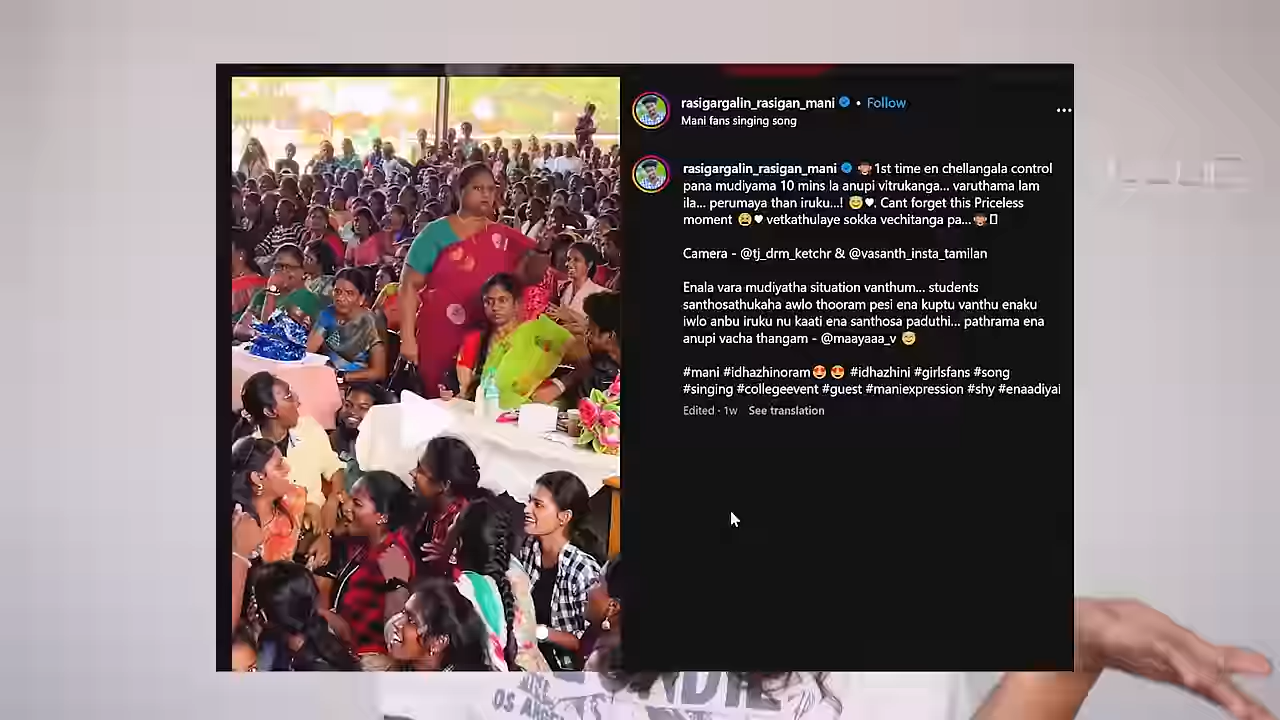 rasigargalin_rasigan_mani • Follow
Mani fans singing song
rasigargalin_rasigan_mani 🙈1st time en chellangala control
pana mudiyama 10 mins la anupi vitrukanga... varuthama lam
ila... perumaya than iruku...! 😇♥. Cant forget this Priceless
moment 😫♥ vetkathulaye sokka vechitanga pa...🙈
Camera - @tj_drm_ketchr & @vasanth_insta_tamilan
Enala vara mudiyatha situation vanthum... students
santhosathukaha awlo thooram pesi ena kuptu vanthu enaku
iwlo anbu iruku nu kaati ena santhosa paduthi... pathrama ena
anupi vacha thangam - @maayaaa_v 😇
#mani #idhazhinoram😍 😍 #idhazhini #girlsfans #song
#singing #collegeevent #guest #maniexpression #shy #enaadiyai
Edited · 1w See translation
OS ANGE